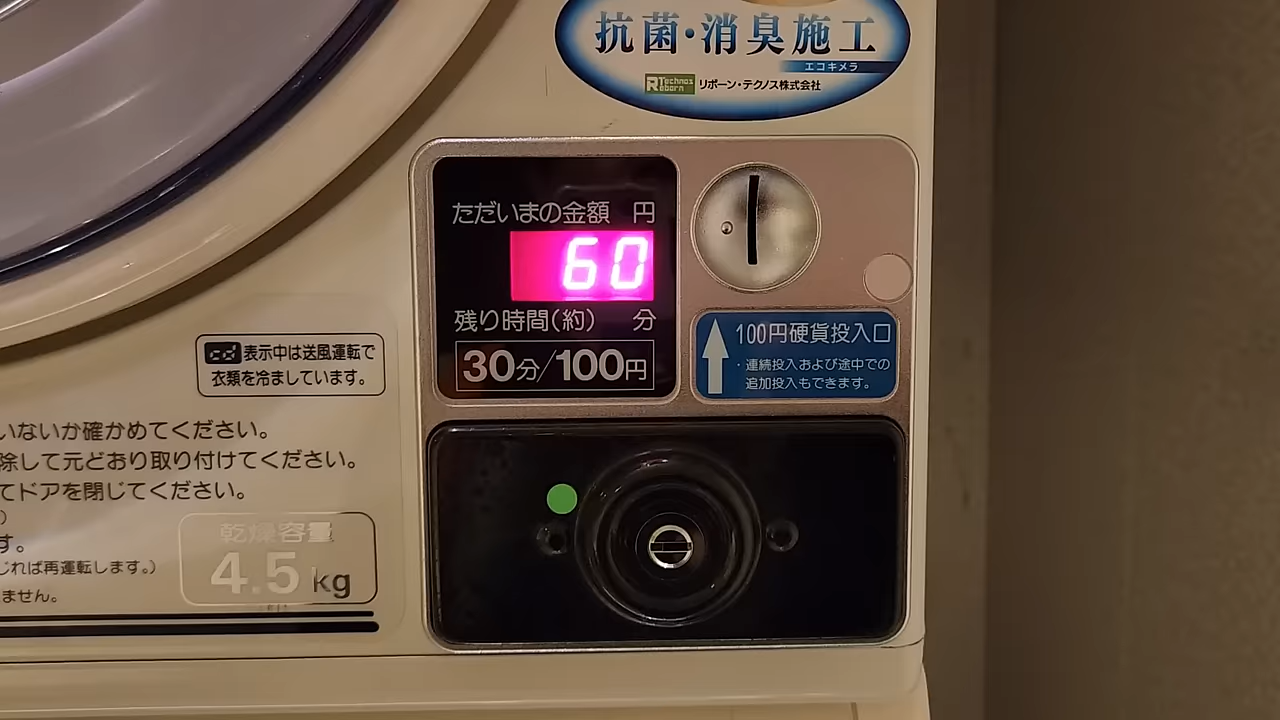 抗菌・消臭施工
エコキメラ
R Technos eborn リボーン・テクノス株式会社
ただいまの金額 円
60
残り時間(約) 分
30分/100円
100円硬貨投入口
・連続投入および途中での
追加投入もできます。
cd 表示中は送風運転で
衣類を冷ましています。
いないか確かめてください。
除して元どおり取り付けてください。
てドアを閉じてください。
)
す。
じれば再運転します。)
ません。
乾燥容量
4.5kg